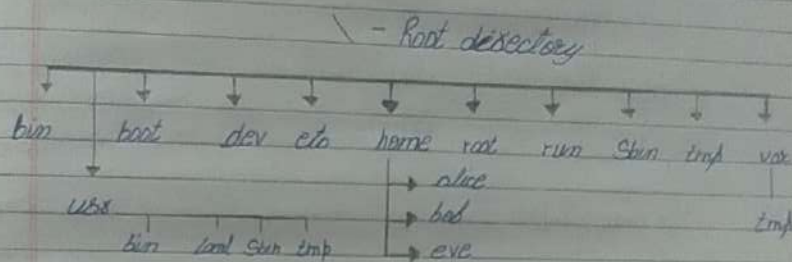 \ - Root directory
bin boot dev etc home root run sbin tmp var
alice
usr bob tmp
bin local sbin tmp eve